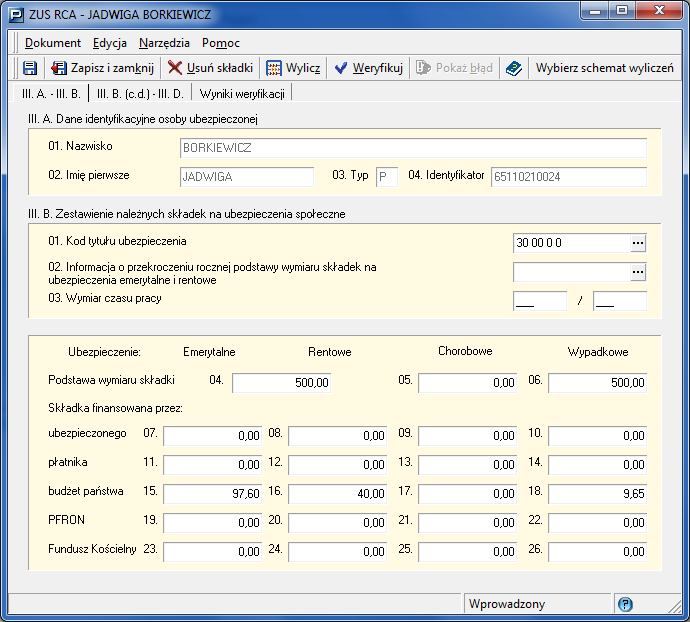 ZUS RCA - JADWIGA BORKIEWICZ
Dokument Edycja Narzędzia Pomoc
Zapisz i zamknij Usuń składki Wylicz Weryfikuj Pokaż błąd Wybierz schemat wyliczeń
III. A. - III. B. III. B. (c.d.) - III. D. Wyniki weryfikacji
III. A. Dane identyfikacyjne osoby ubezpieczonej
01. Nazwisko BORKIEWICZ
02. Imię pierwsze JADWIGA 03. Typ P 04. Identyfikator 65110210024
III. B. Zestawienie należnych składek na ubezpieczenia społeczne
01. Kod tytułu ubezpieczenia 30 00 0 0 ...
02. Informacja o przekroczeniu rocznej podstawy wymiaru składek na
ubezpieczenia emerytalne i rentowe ...
03. Wymiar czasu pracy ___ / ___
Ubezpieczenie: Emerytalne Rentowe Chorobowe Wypadkowe
Podstawa wymiaru składki 04. 500,00 05. 0,00 06. 500,00
Składka finansowana przez:
ubezpieczonego 07. 0,00 08. 0,00 09. 0,00 10. 0,00
płatnika 11. 0,00 12. 0,00 13. 0,00 14. 0,00
budżet państwa 15. 97,60 16. 40,00 17. 0,00 18. 9,65
PFRON 19. 0,00 20. 0,00 21. 0,00 22. 0,00
Fundusz Kościelny 23. 0,00 24. 0,00 25. 0,00 26. 0,00
Wprowadzony ?